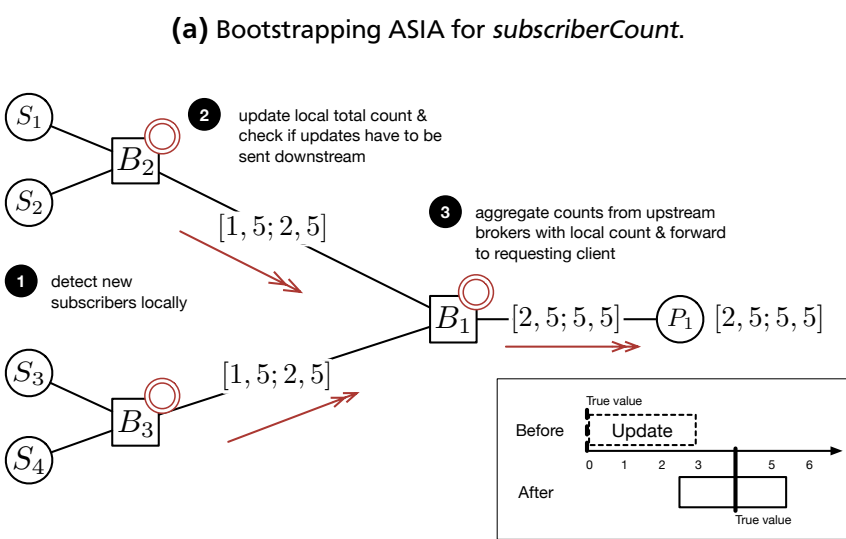 (a) Bootstrapping ASIA for subscriberCount.
S1
S2
B2
2 update local total count &
check if updates have to be
sent downstream
[1, 5; 2, 5]
3 aggregate counts from upstream
brokers with local count & forward
to requesting client
1 detect new
subscribers locally
B1
[2, 5; 5, 5]
P1
[2, 5; 5, 5]
S3
S4
B3
[1, 5; 2, 5]
True value
Before
Update
0 1 2 3 5 6
After
True value